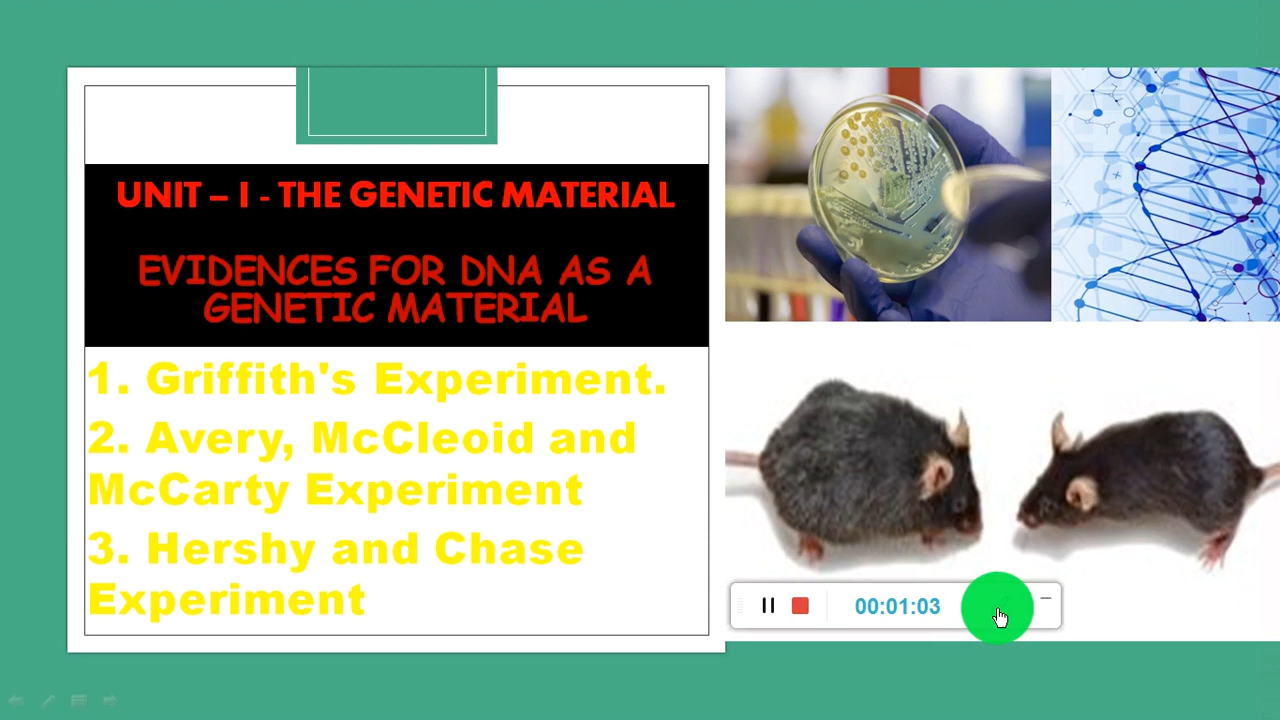 UNIT – I - THE GENETIC MATERIAL
EVIDENCES FOR DNA AS A
GENETIC MATERIAL
1. Griffith's Experiment.
2. Avery, McCleoid and
McCarty Experiment
3. Hershy and Chase
Experiment
00:01:03